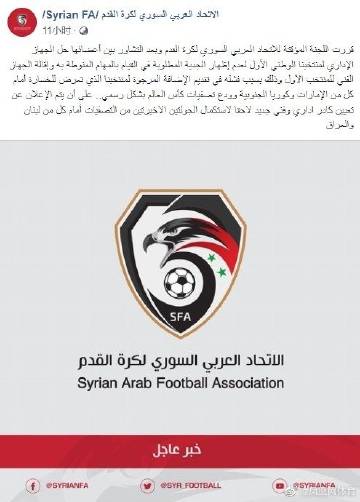 الاتحاد العربي السوري لكرة القدم /Syrian FA/
11小时 ·
قررت اللجنة المؤقتة للاتحاد العربي السوري لكرة القدم وبعد التشاور بين أعضائها حل الجهاز
الإداري لمنتخبنا الوطني الأول لعدم إظهار الجدية المطلوبة في القيام بالمهام المنوطة به وإقالة الجهاز
الفني للمنتخب الأول وذلك بسبب فشله في تقديم الإضافة المرجوة لمنتخبنا الذي تعرض للخسارة أمام
كل من الإمارات وكوريا الجنوبية وودع تصفيات كأس العالم بشكل رسمي.. على أن يتم الإعلان عن
تعيين كادر اداري وفني جديد لاحقا لاستكمال الجولتين الاخيرتين من التصفيات أمام كل من لبنان
والعراق
SFA
الاتحاد العربي السوري لكرة القدم
Syrian Arab Football Association
خبر عاجل
@SYRIANFA
@SYR_FOOTBALL
@SYRIANFA